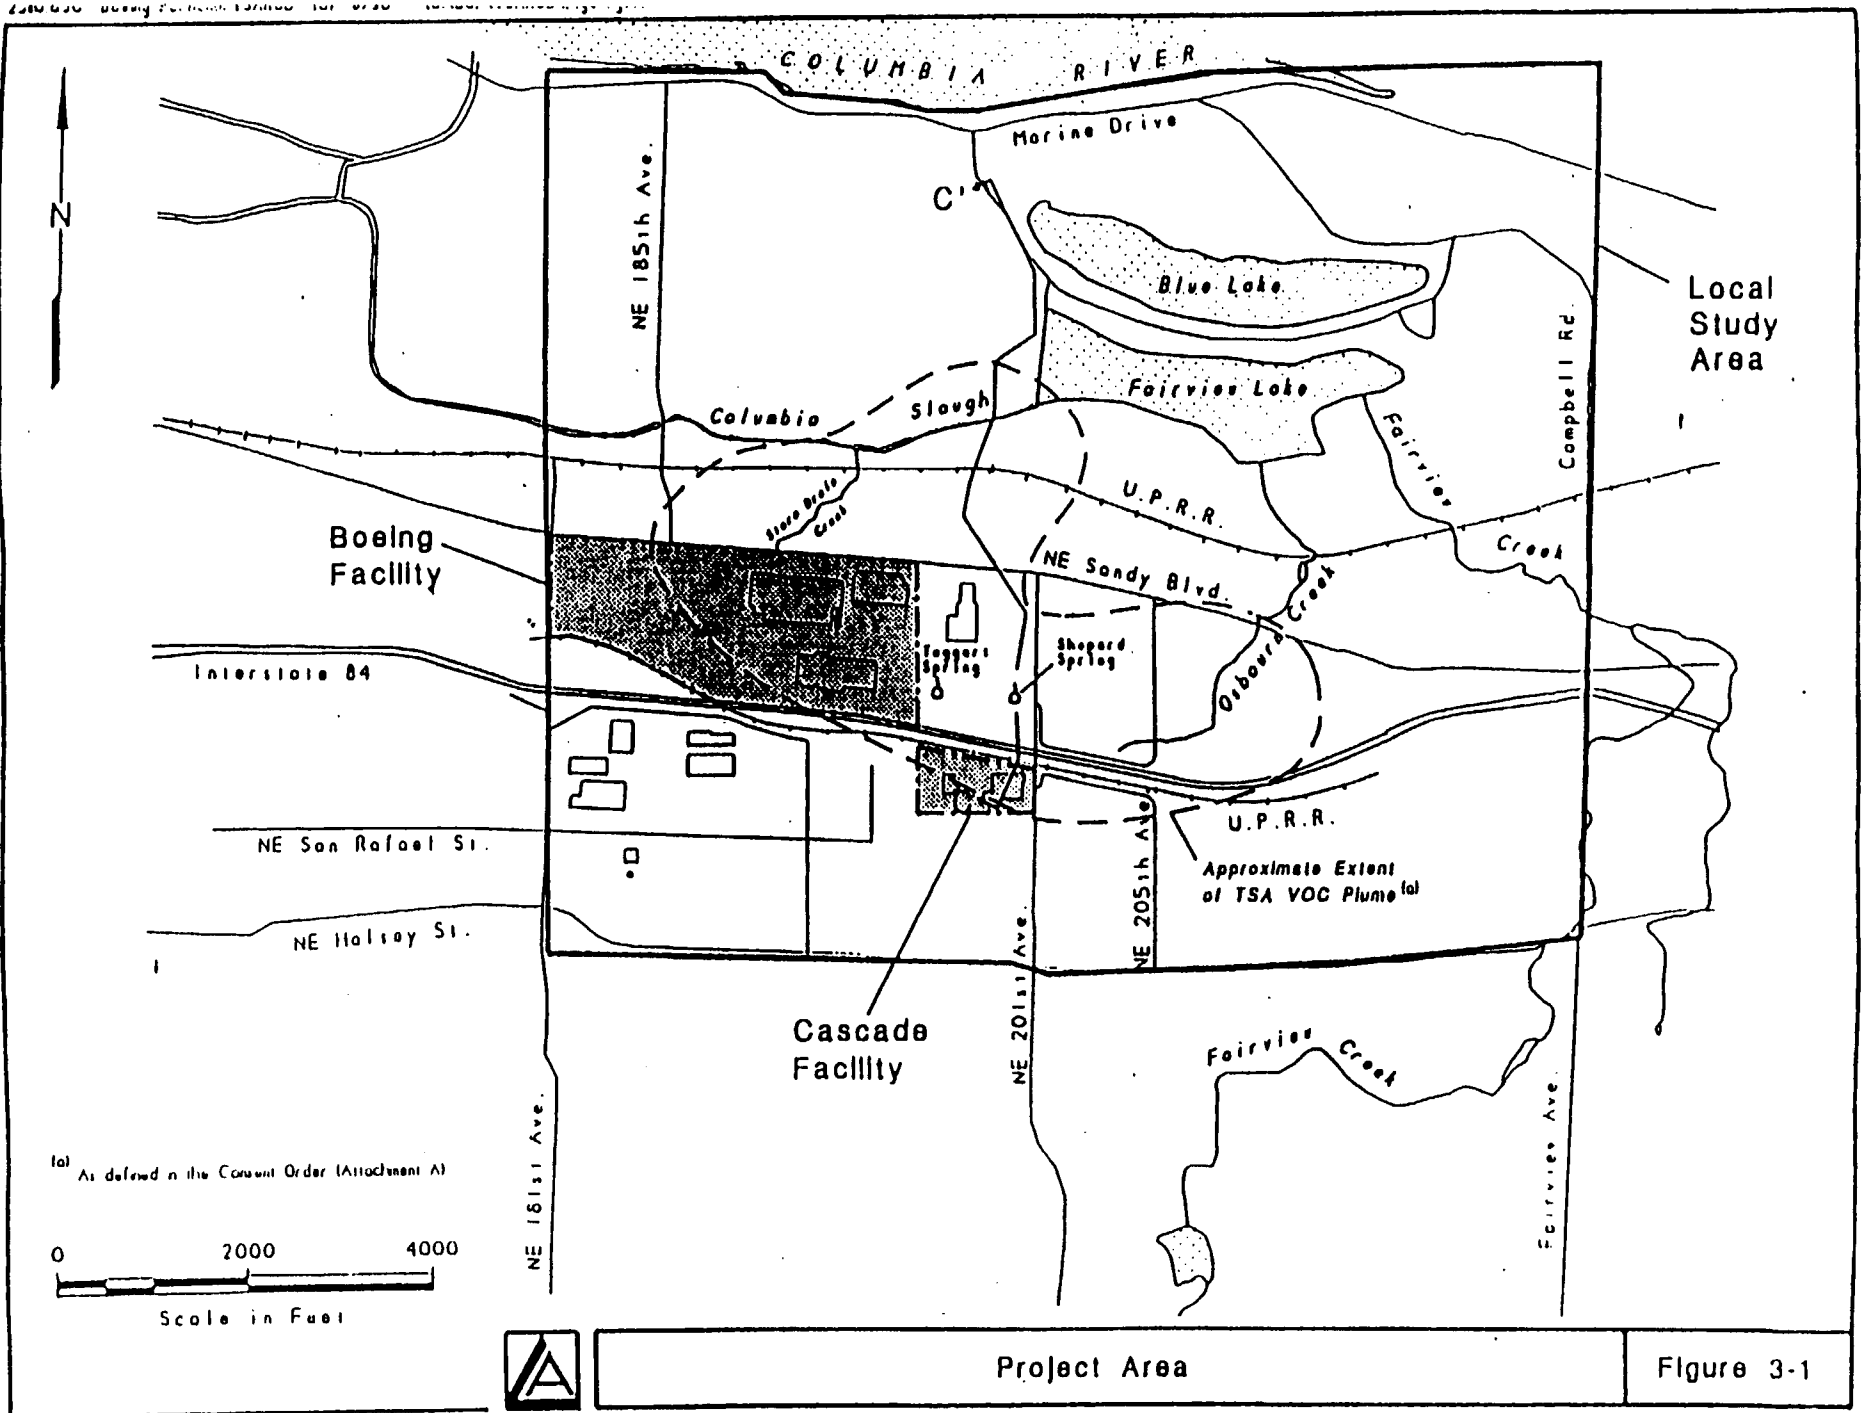 COLUMBIA RIVER
Marine Drive
NE 185th Ave.
C'
N
Blue Lake
Local
Study
Area
Campbell Rd
Fairview Lake
Columbia Slough
Fairview
Creek
U.P.R.R.
Creek
Boeing
Facility
NE Sandy Blvd.
Osbourn Creek
Taggart
Spring
Shepard
Spring
Interstate 84
U.P.R.R.
NE San Rafael St.
NE 205th Ave
Approximate Extent
of TSA VOC Plume(a)
NE Halsey St.
NE 201st Ave.
Cascade
Facility
Fairview Creek
NE 181st Ave.
Fairview Ave.
(a) As defined in the Consent Order (Attachment A)
0 2000 4000
Scale in Feet
Project Area
Figure 3-1